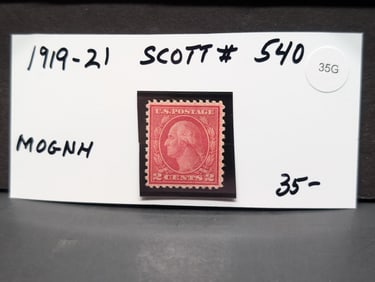 1919-21 SCOTT# 540
35G
U.S. POSTAGE
2 CENTS 2
MOGNH
35-